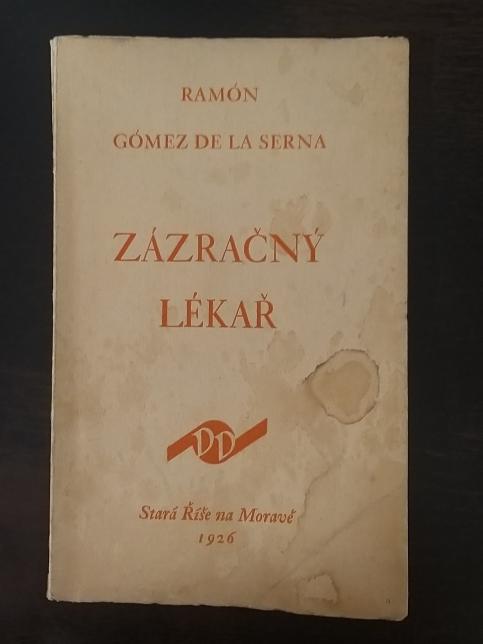 RAMÓN
GÓMEZ DE LA SERNA
ZÁZRAČNÝ
LÉKAŘ
DD
Stará Říše na Moravě
1926